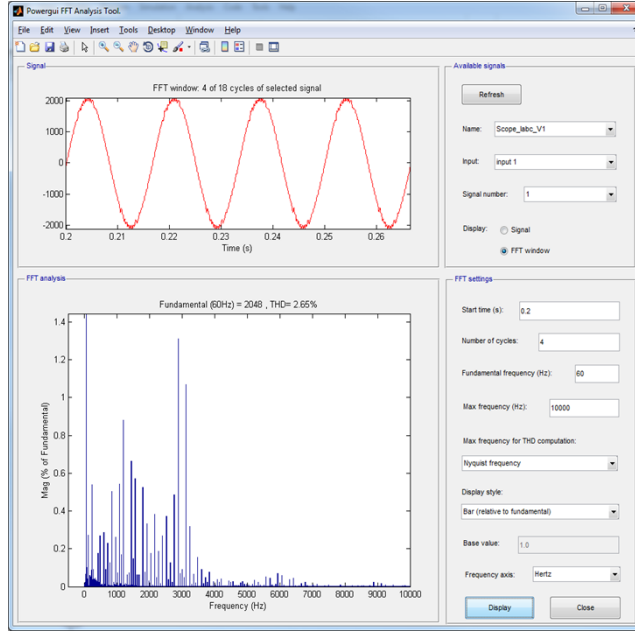 Powergui FFT Analysis Tool.
File Edit View Insert Tools Desktop Window Help
Signal
FFT window: 4 of 18 cycles of selected signal
2000
1000
0
-1000
-2000
0.2 0.21 0.22 0.23 0.24 0.25 0.26
Time (s)
FFT analysis
Fundamental (60Hz) = 2048 , THD= 2.65%
Mag (% of Fundamental)
1.4
1.2
1
0.8
0.6
0.4
0.2
0
0 1000 2000 3000 4000 5000 6000 7000 8000 9000 10000
Frequency (Hz)
Available signals
Refresh
Name: Scope_Iabc_V1
Input: input 1
Signal number: 1
Display: Signal
FFT window
FFT settings
Start time (s): 0.2
Number of cycles: 4
Fundamental frequency (Hz): 60
Max frequency (Hz): 10000
Max frequency for THD computation:
Nyquist frequency
Display style:
Bar (relative to fundamental)
Base value: 1.0
Frequency axis: Hertz
Display Close